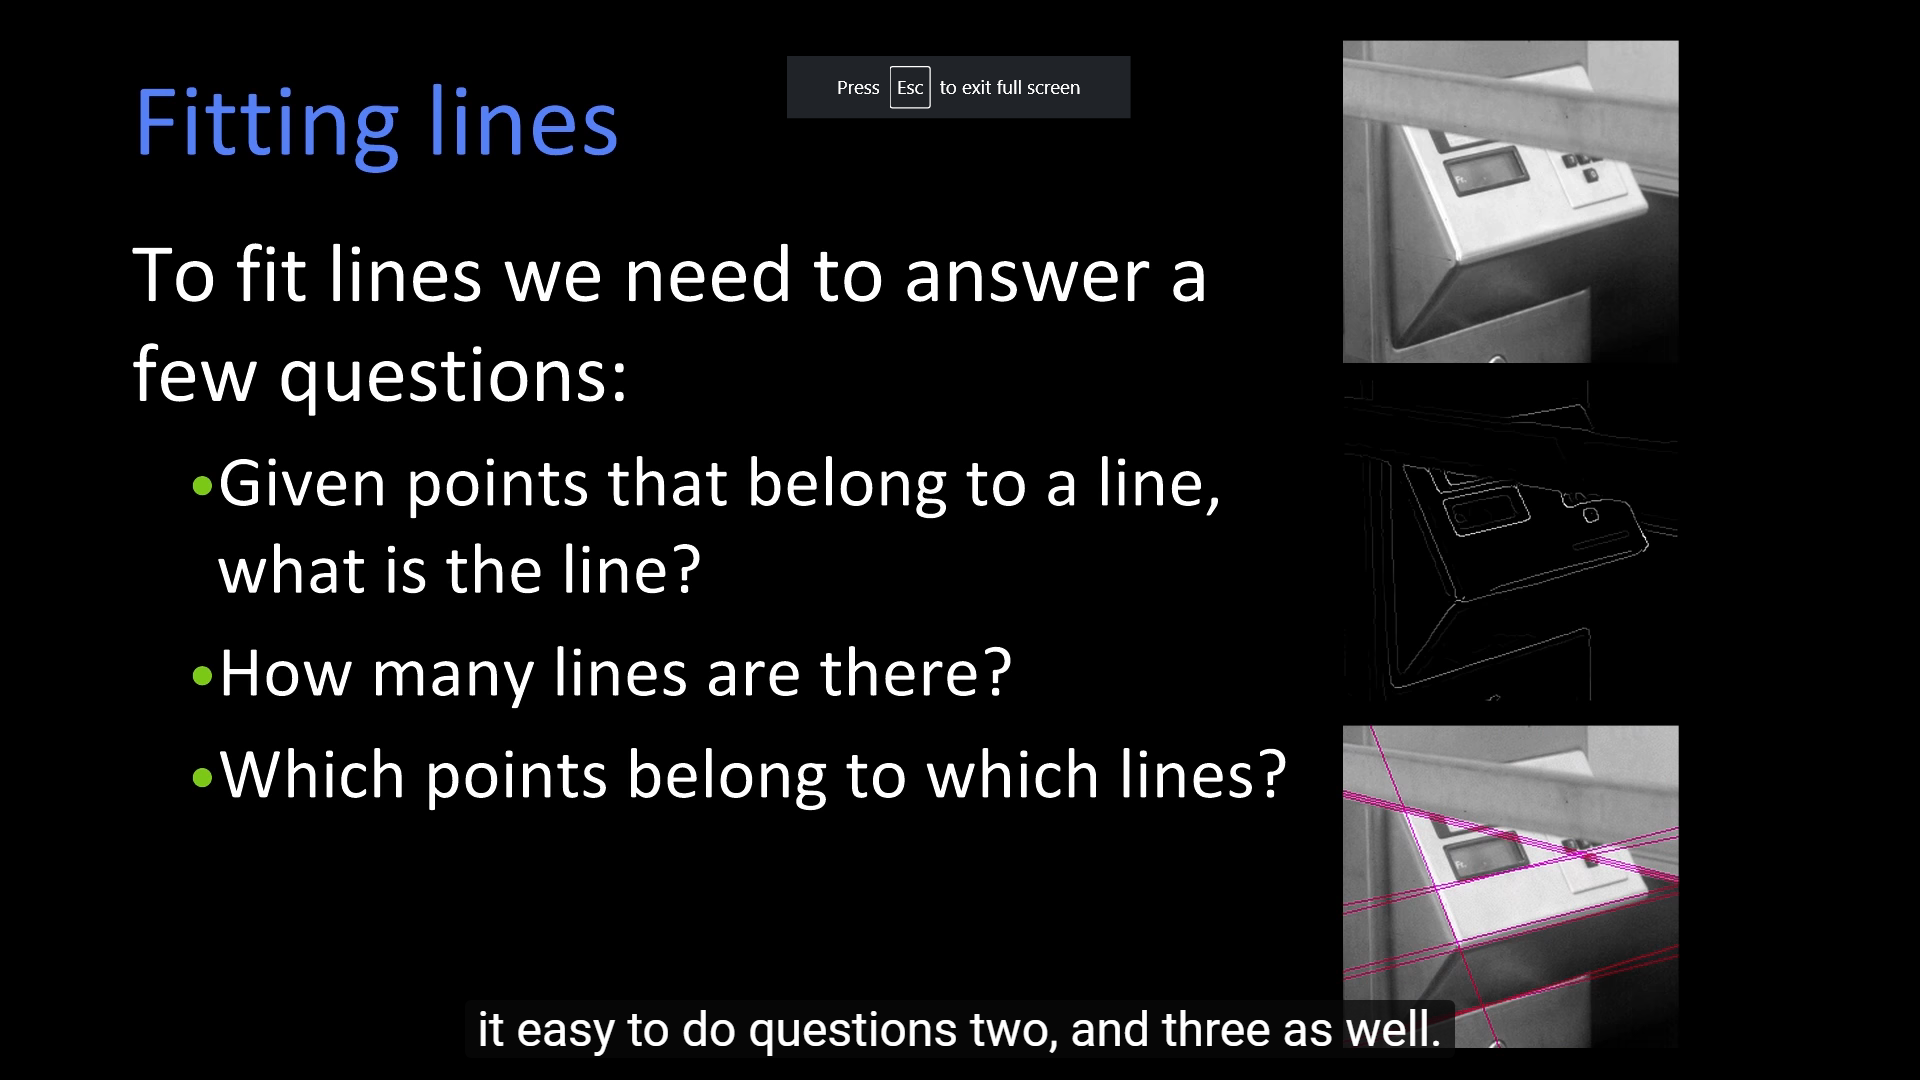 Fitting lines
Press Esc to exit full screen
To fit lines we need to answer a
few questions:
•Given points that belong to a line,
what is the line?
•How many lines are there?
•Which points belong to which lines?
Fr.
Fr.
it easy to do questions two, and three as well.